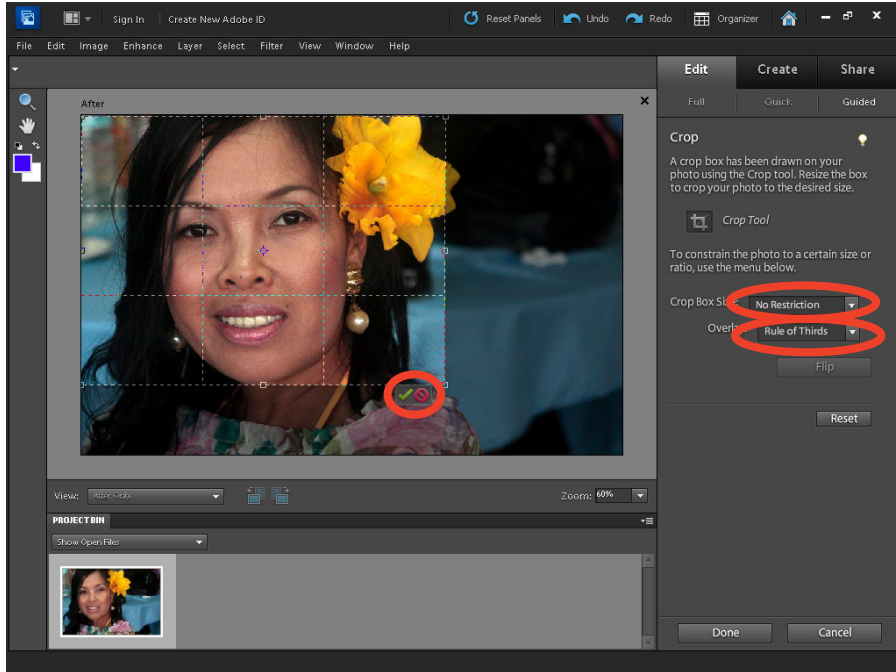 Sign In
Create New Adobe ID
Reset Panels
Undo
Redo
Organizer
File Edit Image Enhance Layer Select Filter View Window Help
Edit Create Share
Full Quick Guided
After
Crop
A crop box has been drawn on your
photo using the Crop tool. Resize the box
to crop your photo to the desired size.
Crop Tool
To constrain the photo to a certain size or
ratio, use the menu below.
Crop Box
No Restriction
Rule of Thirds
Flip
Reset
View: After Only
Zoom: 60%
PROJECT BIN
Show Open Files
Done
Cancel